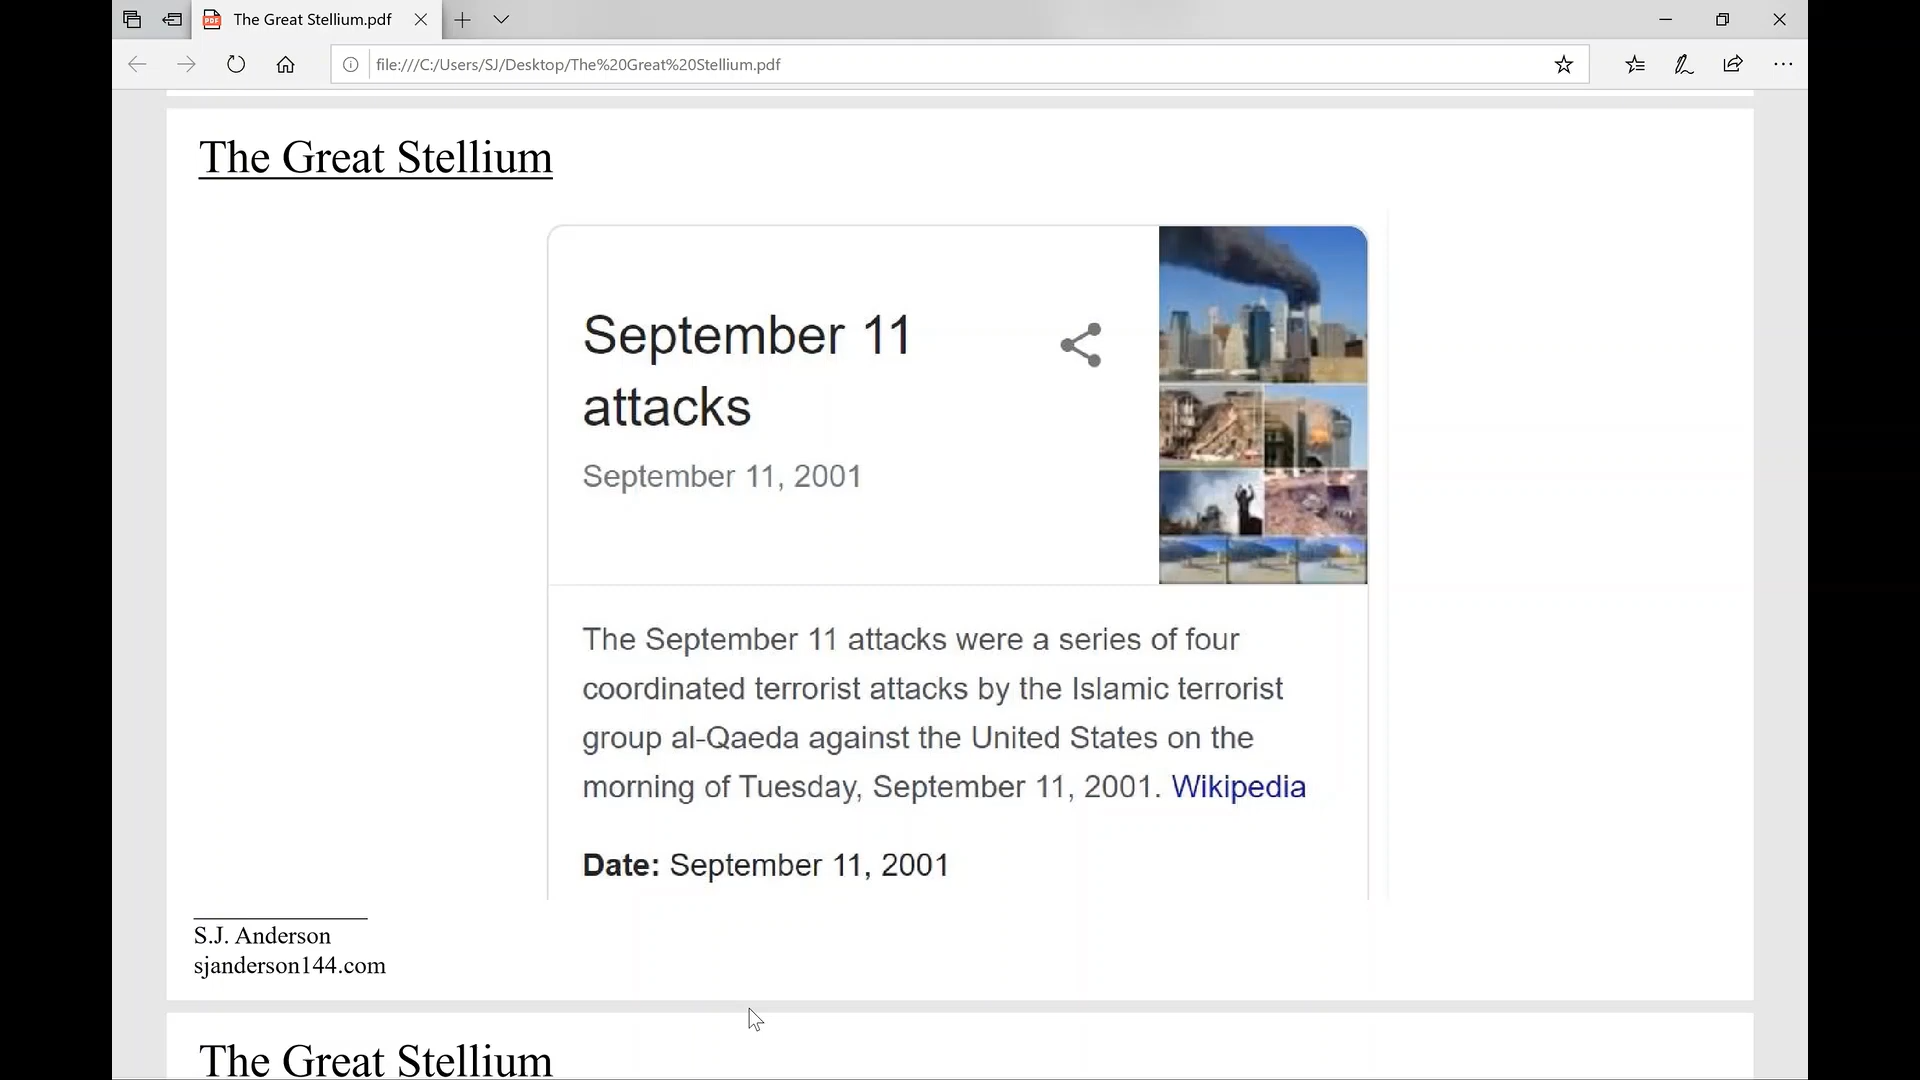 The Great Stellium.pdf
file:///C:/Users/SJ/Desktop/The%20Great%20Stellium.pdf
The Great Stellium
September 11
attacks
September 11, 2001
The September 11 attacks were a series of four
coordinated terrorist attacks by the Islamic terrorist
group al-Qaeda against the United States on the
morning of Tuesday, September 11, 2001. Wikipedia
Date: September 11, 2001
S.J. Anderson
sjanderson144.com
The Great Stellium